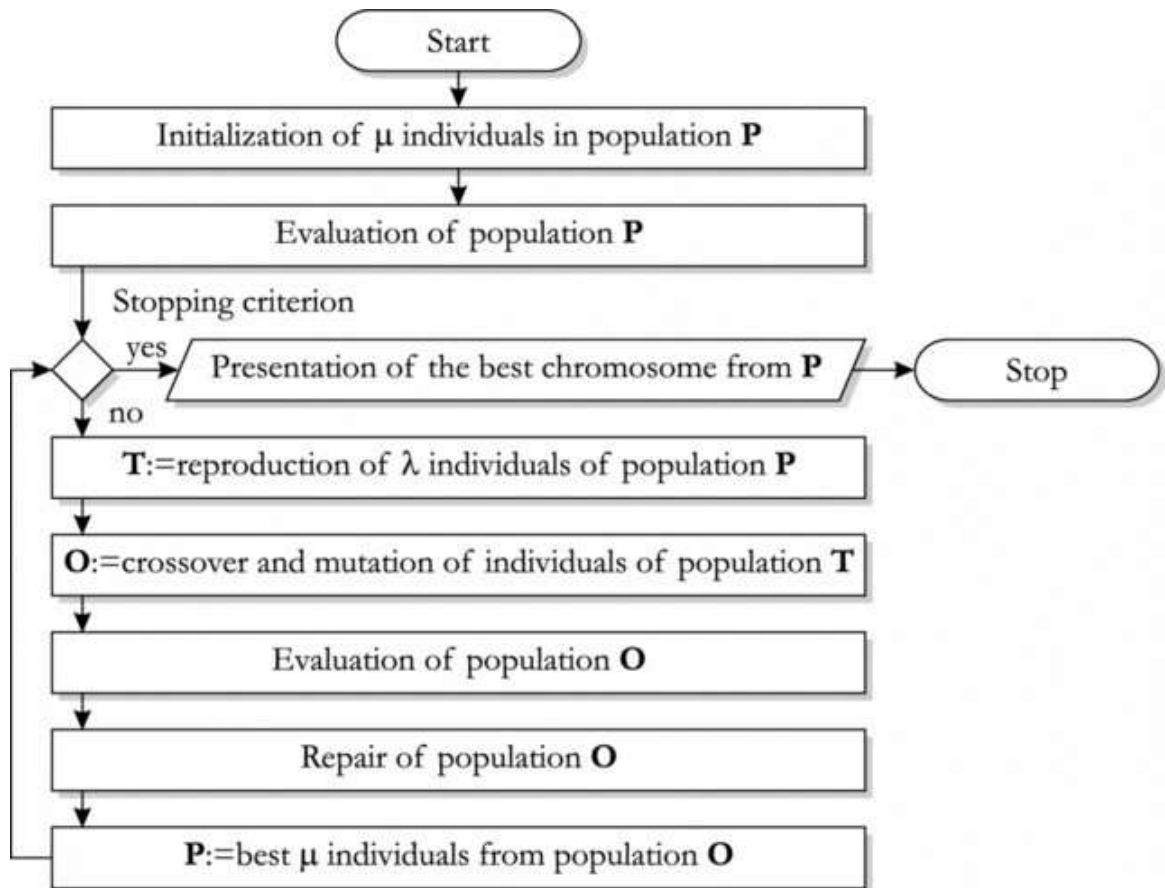 Start
Initialization of μ individuals in population P
Evaluation of population P
Stopping criterion
yes
Presentation of the best chromosome from P
Stop
no
T:=reproduction of λ individuals of population P
O:=crossover and mutation of individuals of population T
Evaluation of population O
Repair of population O
P:=best μ individuals from population O